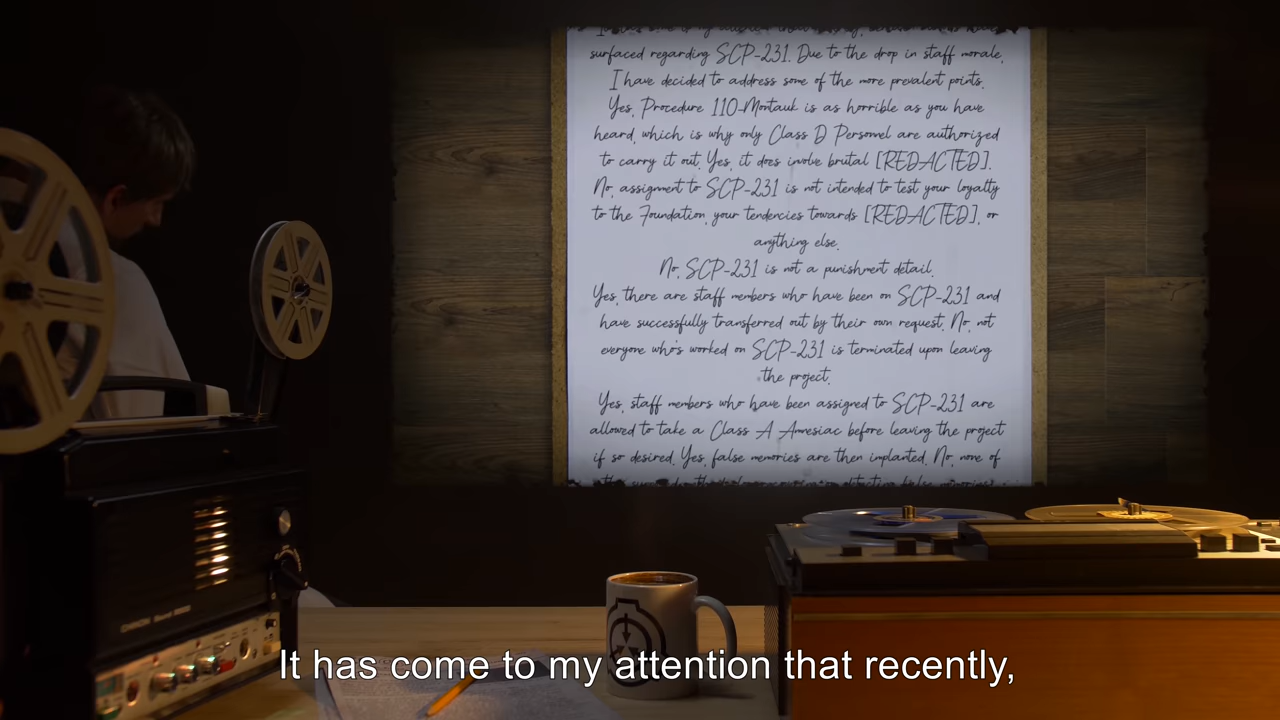 surfaced regarding SCP-231. Due to the drop in staff morale,
I have decided to address some of the more prevalent points.
Yes, Procedure 110-Montauk is as horrible as you have
heard, which is why only Class D Personnel are authorized
to carry it out. Yes, it does involve brutal [REDACTED].
No, assignment to SCP-231 is not intended to test your loyalty
to the Foundation, your tendencies towards [REDACTED], or
anything else.
No, SCP-231 is not a punishment detail.
Yes, there are staff members who have been on SCP-231 and
have successfully transferred out by their own request. No, not
everyone who's worked on SCP-231 is terminated upon leaving
the project.
Yes, staff members who have been assigned to SCP-231 are
allowed to take a Class A Amnesiac before leaving the project
if so desired. Yes, false memories are then implanted. No, none of
It has come to my attention that recently,